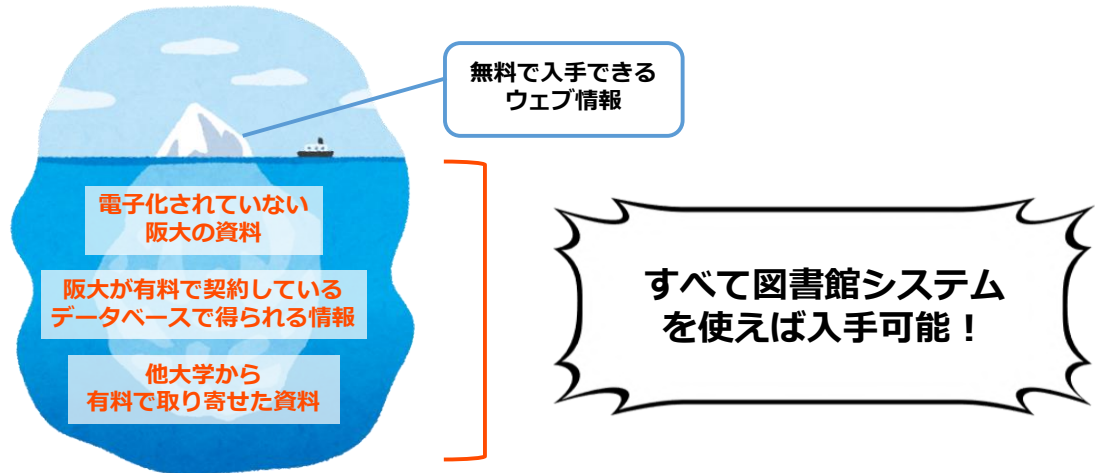 無料で入手できる
ウェブ情報
電子化されていない
阪大の資料
阪大が有料で契約している
データベースで得られる情報
他大学から
有料で取り寄せた資料
すべて図書館システム
を使えば入手可能！